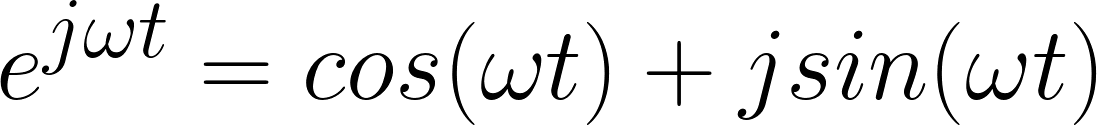 e^{jωt} = cos(ωt) + jsin(ωt)